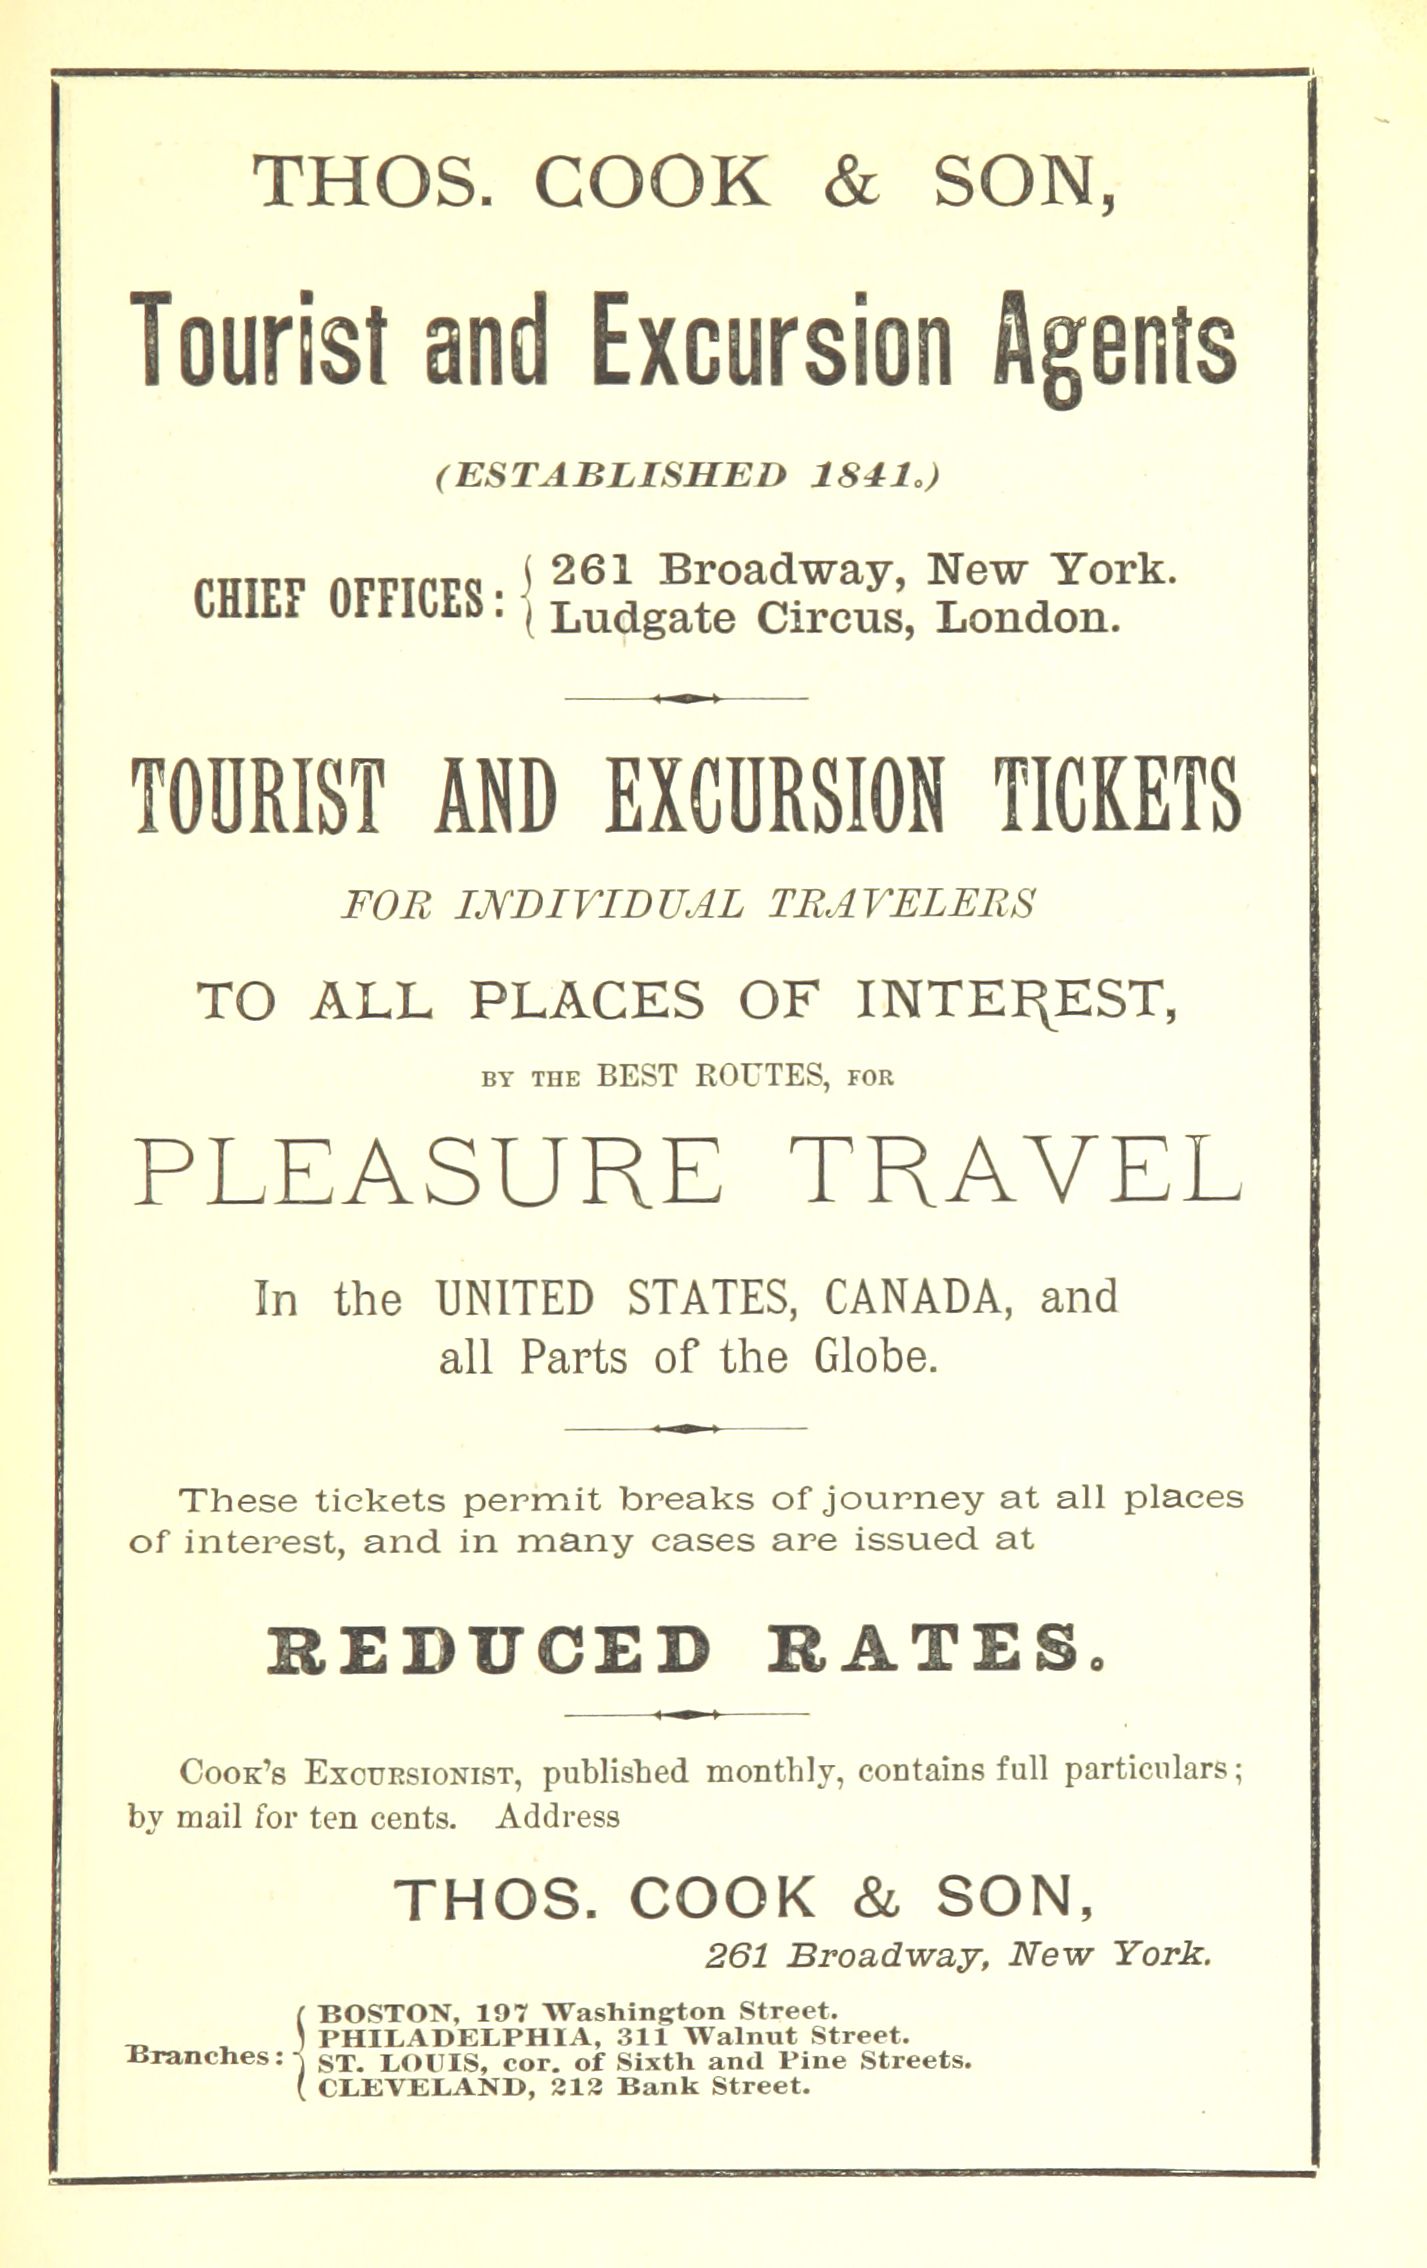 THOS. COOK & SON,
Tourist and Excursion Agents
(ESTABLISHED 1841.)
CHIEF OFFICES: { 261 Broadway, New York.
Ludgate Circus, London.
TOURIST AND EXCURSION TICKETS
FOR INDIVIDUAL TRAVELERS
TO ALL PLACES OF INTEREST,
BY THE BEST ROUTES, FOR
PLEASURE TRAVEL
In the UNITED STATES, CANADA, and
all Parts of the Globe.
These tickets permit breaks of journey at all places
of interest, and in many cases are issued at
REDUCED RATES.
COOK'S EXCURSIONIST, published monthly, contains full particulars;
by mail for ten cents. Address
THOS. COOK & SON,
261 Broadway, New York.
Branches: { BOSTON, 197 Washington Street.
PHILADELPHIA, 311 Walnut Street.
ST. LOUIS, cor. of Sixth and Pine Streets.
CLEVELAND, 212 Bank Street.